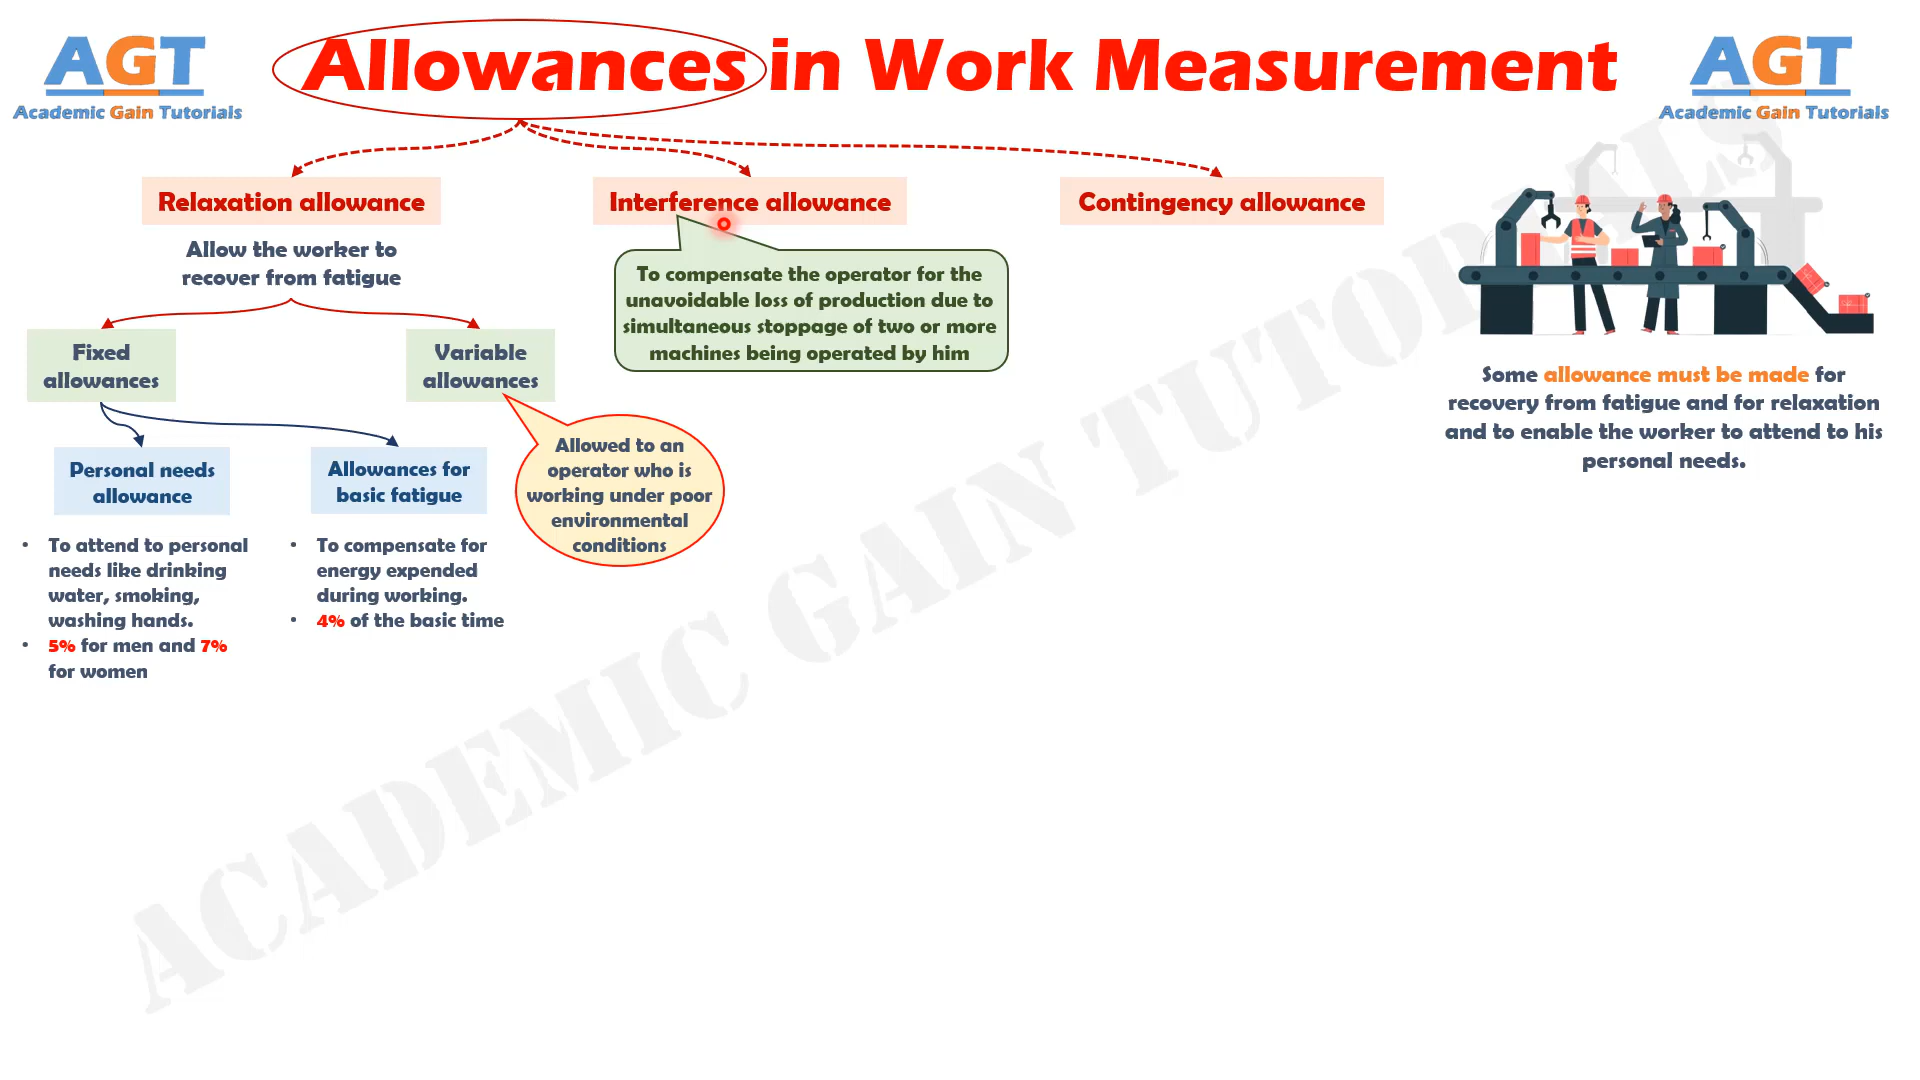 AGT
Academic Gain Tutorials
Allowances in Work Measurement
AGT
Academic Gain Tutorials
Relaxation allowance
Interference allowance
Contingency allowance
Allow the worker to
recover from fatigue
To compensate the operator for the
unavoidable loss of production due to
simultaneous stoppage of two or more
machines being operated by him
Fixed
allowances
Variable
allowances
Some allowance must be made for
recovery from fatigue and for relaxation
and to enable the worker to attend to his
personal needs.
Personal needs
allowance
Allowances for
basic fatigue
Allowed to an
operator who is
working under poor
environmental
conditions
• To attend to personal
needs like drinking
water, smoking,
washing hands.
• 5% for men and 7%
for women
• To compensate for
energy expended
during working.
• 4% of the basic time
ACADEMIC GAIN TUTORIALS